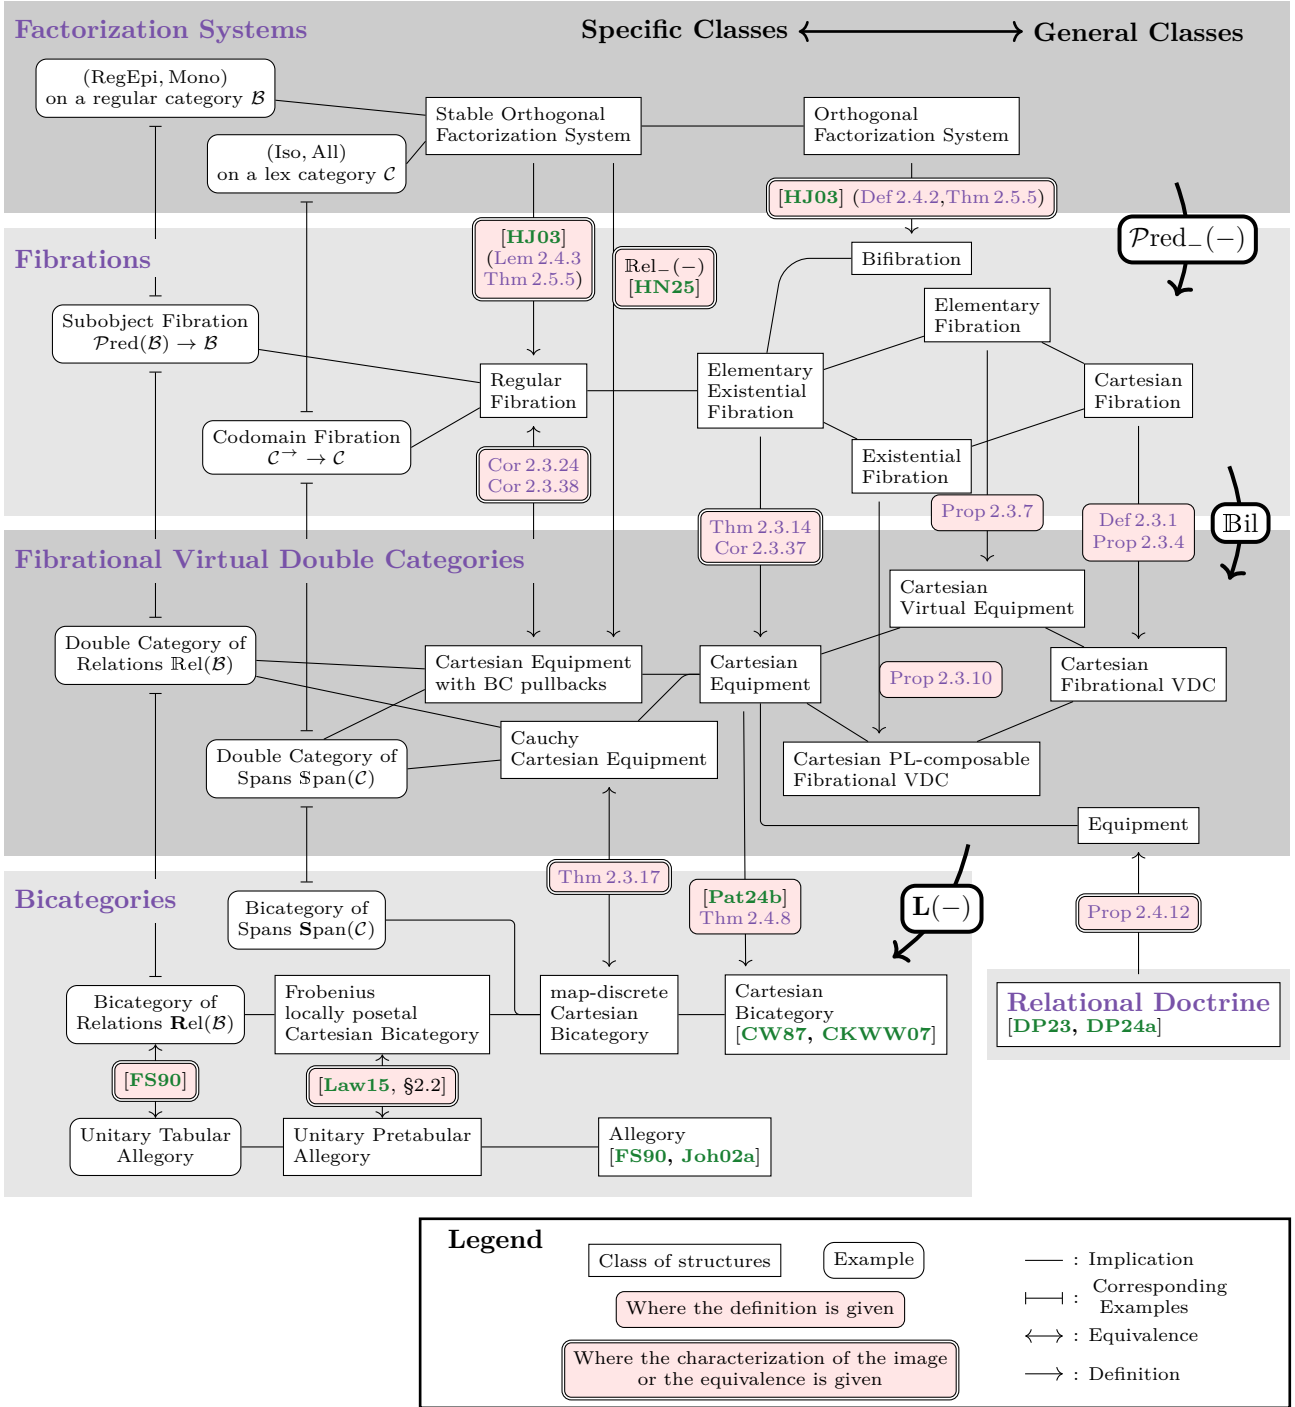 Factorization Systems
Specific Classes ⟷ General Classes
(RegEpi, Mono)
on a regular category ℬ
Stable Orthogonal
Factorization System
Orthogonal
Factorization System
(Iso, All)
on a lex category 𝒞
[HJ03] (Def 2.4.2,Thm 2.5.5)
𝒫red₋(−)
Fibrations
[HJ03]
(Lem 2.4.3
Thm 2.5.5)
ℝel₋(−)
[HN25]
Bifibration
Subobject Fibration
𝒫red(ℬ) → ℬ
Elementary
Fibration
Regular
Fibration
Elementary
Existential
Fibration
Cartesian
Fibration
Codomain Fibration
𝒞→ → 𝒞
Existential
Fibration
Cor 2.3.24
Cor 2.3.38
Thm 2.3.14
Cor 2.3.37
Prop 2.3.7
Def 2.3.1
Prop 2.3.4
𝔹il
Fibrational Virtual Double Categories
Cartesian
Virtual Equipment
Double Category of
Relations ℝel(ℬ)
Cartesian Equipment
with BC pullbacks
Cartesian
Equipment
Prop 2.3.10
Cartesian
Fibrational VDC
Double Category of
Spans 𝕊pan(𝒞)
Cauchy
Cartesian Equipment
Cartesian PL-composable
Fibrational VDC
Equipment
Bicategories
Thm 2.3.17
[Pat24b]
Thm 2.4.8
L(−)
Prop 2.4.12
Bicategory of
Spans Span(𝒞)
Bicategory of
Relations Rel(ℬ)
Frobenius
locally posetal
Cartesian Bicategory
map-discrete
Cartesian
Bicategory
Cartesian
Bicategory
[CW87, CKWW07]
Relational Doctrine
[DP23, DP24a]
[FS90]
[Law15, §2.2]
Unitary Tabular
Allegory
Unitary Pretabular
Allegory
Allegory
[FS90, Joh02a]
Legend
Class of structures
Example
Where the definition is given
Where the characterization of the image
or the equivalence is given
: Implication
: Corresponding
Examples
: Equivalence
: Definition